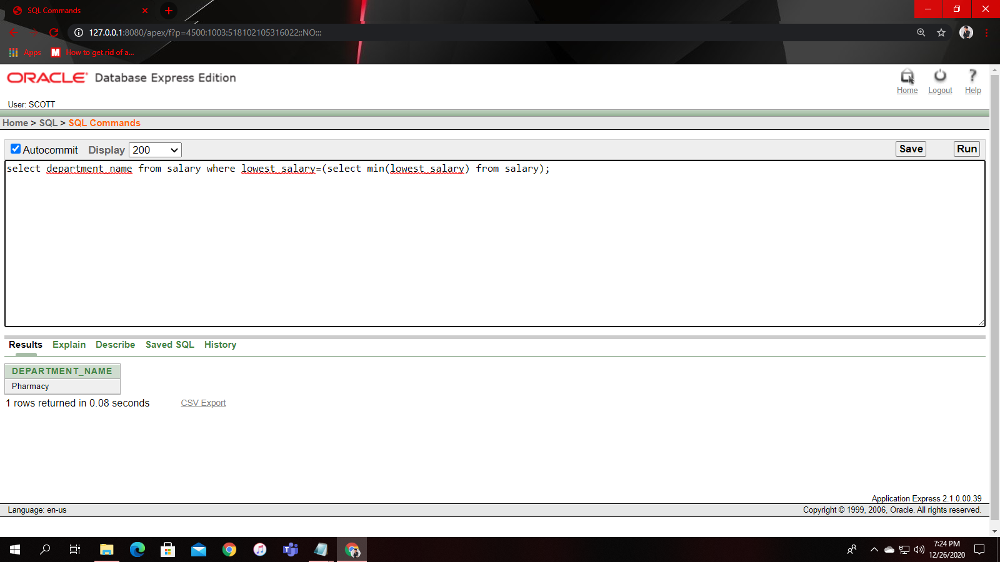 SQL Commands
127.0.0.1:8080/apex/f?p=4500:1003:518102105316022::NO:::
Apps
M How to get rid of a...
ORACLE Database Express Edition
Home Logout Help
User: SCOTT
Home > SQL > SQL Commands
Autocommit Display 200 Save Run
select department_name from salary where lowest_salary=(select min(lowest_salary) from salary);
Results Explain Describe Saved SQL History
DEPARTMENT_NAME
Pharmacy
1 rows returned in 0.08 seconds CSV Export
Application Express 2.1.0.00.39
Language: en-us Copyright © 1999, 2006, Oracle. All rights reserved.
7:24 PM
12/26/2020